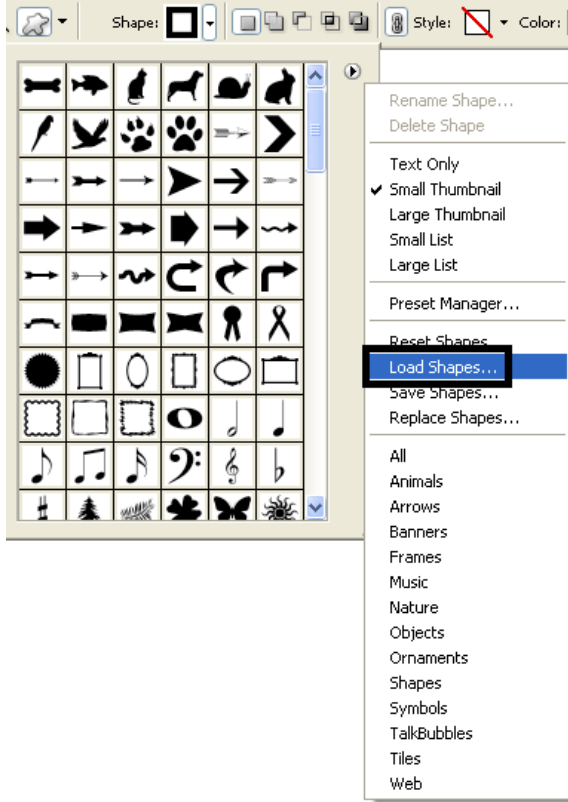 Shape:
Style:
Color:
Rename Shape...
Delete Shape
Text Only
Small Thumbnail
Large Thumbnail
Small List
Large List
Preset Manager...
Reset Shapes
Load Shapes...
Save Shapes...
Replace Shapes...
All
Animals
Arrows
Banners
Frames
Music
Nature
Objects
Ornaments
Shapes
Symbols
TalkBubbles
Tiles
Web